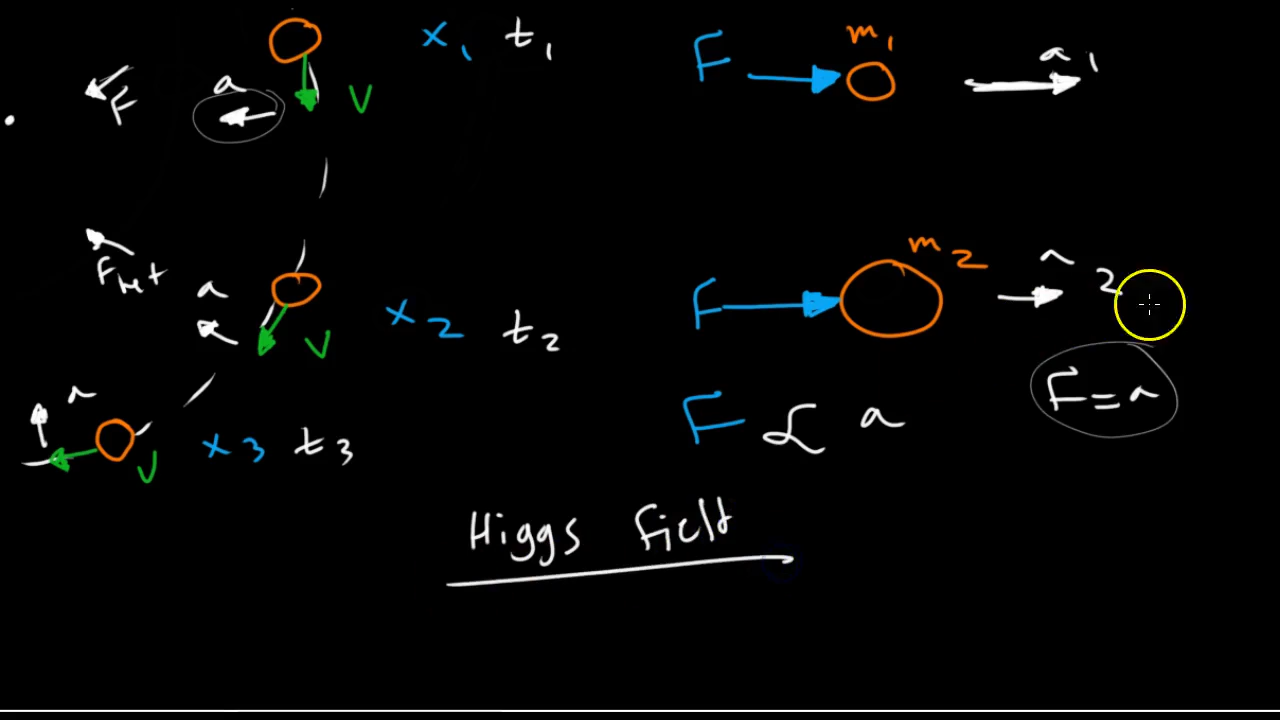 x₁ t₁
F a
V
F m₁ a₁
Fnet a
V
x₂ t₂
F m₂ a₂
a
V
x₃ t₃
F α a
F = a
Higgs Field